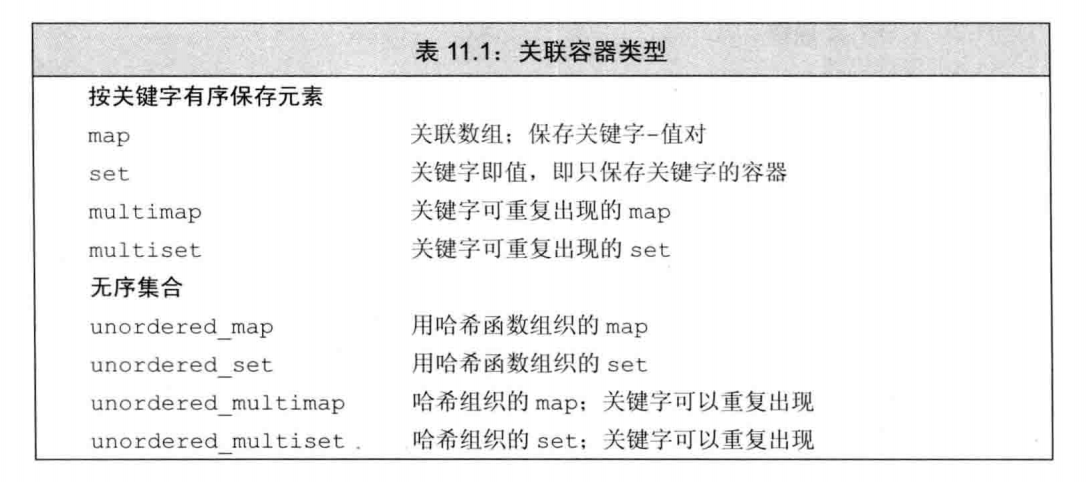 表 11.1：关联容器类型
按关键字有序保存元素
map 关联数组；保存关键字-值对
set 关键字即值，即只保存关键字的容器
multimap 关键字可重复出现的 map
multiset 关键字可重复出现的 set
无序集合
unordered_map 用哈希函数组织的 map
unordered_set 用哈希函数组织的 set
unordered_multimap 哈希组织的 map；关键字可以重复出现
unordered_multiset 哈希组织的 set；关键字可以重复出现